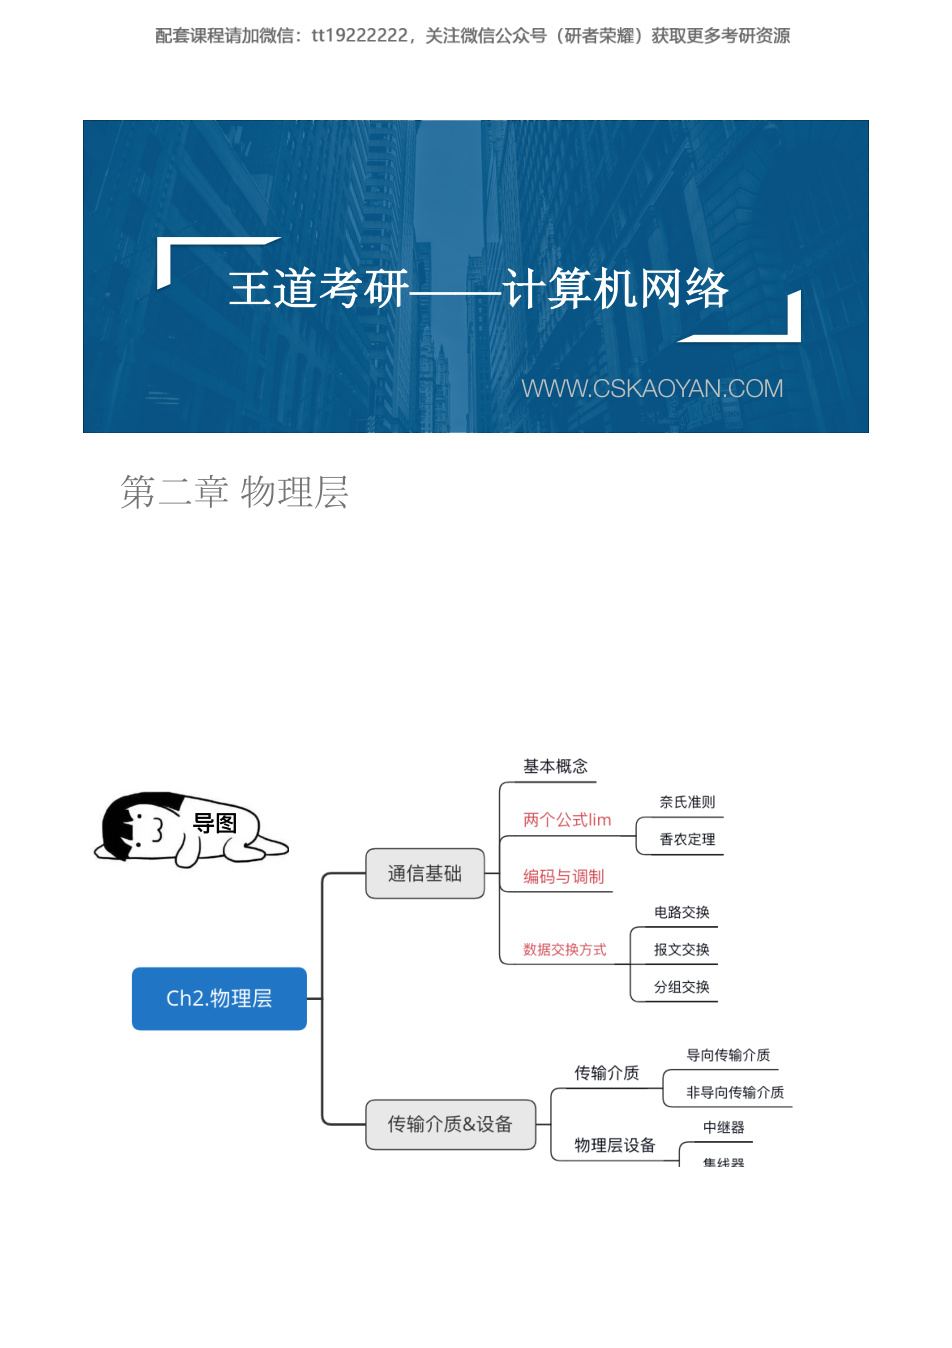 配套课程请加微信：tt19222222，关注微信公众号（研者荣耀）获取更多考研资源
王道考研——计算机网络
WWW.CSKAOYAN.COM
第二章 物理层
导图
Ch2.物理层
通信基础
基本概念
两个公式lim
奈氏准则
香农定理
编码与调制
数据交换方式
电路交换
报文交换
分组交换
传输介质&设备
传输介质
导向传输介质
非导向传输介质
物理层设备
中继器
集线器